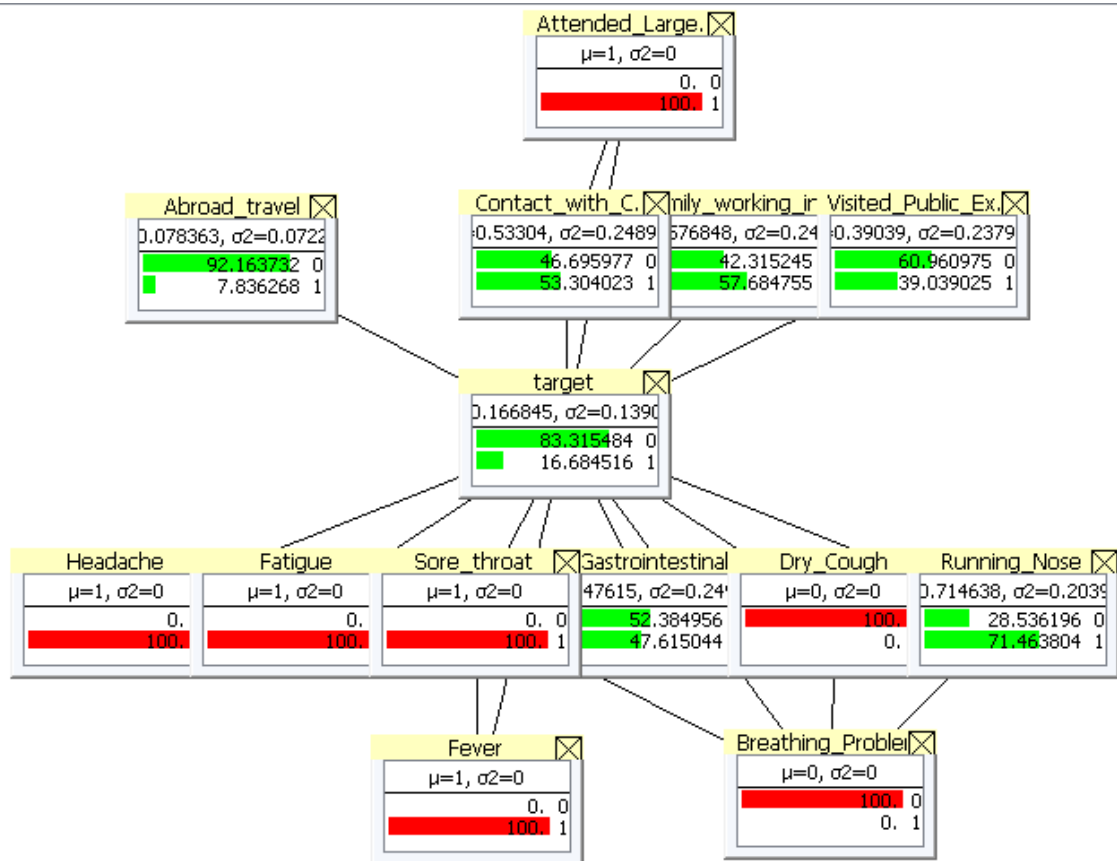 Attended_Large.
μ=1, σ2=0
0. 0
100. 1
Abroad_travel
0.078363, σ2=0.0722
92.163732 0
7.836268 1
Contact_with_C.
=0.53304, σ2=0.2489
46.695977 0
53.304023 1
mily_working_in
576848, σ2=0.24
42.315245
57.684755
Visited_Public_Ex.
=0.39039, σ2=0.2379
60.960975 0
39.039025 1
target
0.166845, σ2=0.1390
83.315484 0
16.684516 1
Headache
μ=1, σ2=0
0.
100.
Fatigue
μ=1, σ2=0
0.
100.
Sore_throat
μ=1, σ2=0
0. 0
100. 1
Gastrointestinal
47615, σ2=0.24
52.384956
47.615044
Dry_Cough
μ=0, σ2=0
100.
0.
Running_Nose
0.714638, σ2=0.2039
28.536196 0
71.463804 1
Fever
μ=1, σ2=0
0. 0
100. 1
Breathing_Probler
μ=0, σ2=0
100. 0
0. 1